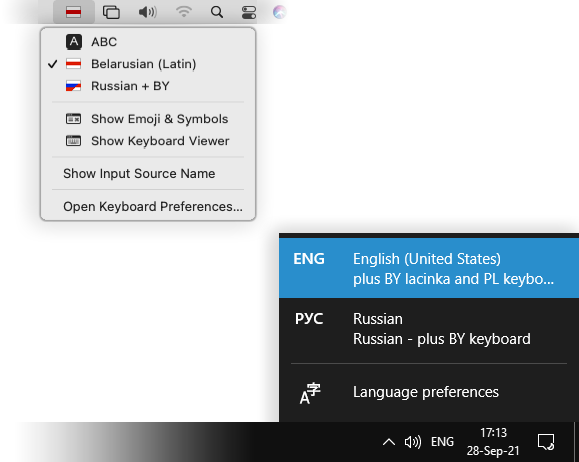 A ABC
Belarusian (Latin)
Russian + BY
Show Emoji & Symbols
Show Keyboard Viewer
Show Input Source Name
Open Keyboard Preferences...
ENG English (United States)
plus BY lacinka and PL keybo...
РУС Russian
Russian - plus BY keyboard
A字 Language preferences
ENG 17:13
28-Sep-21